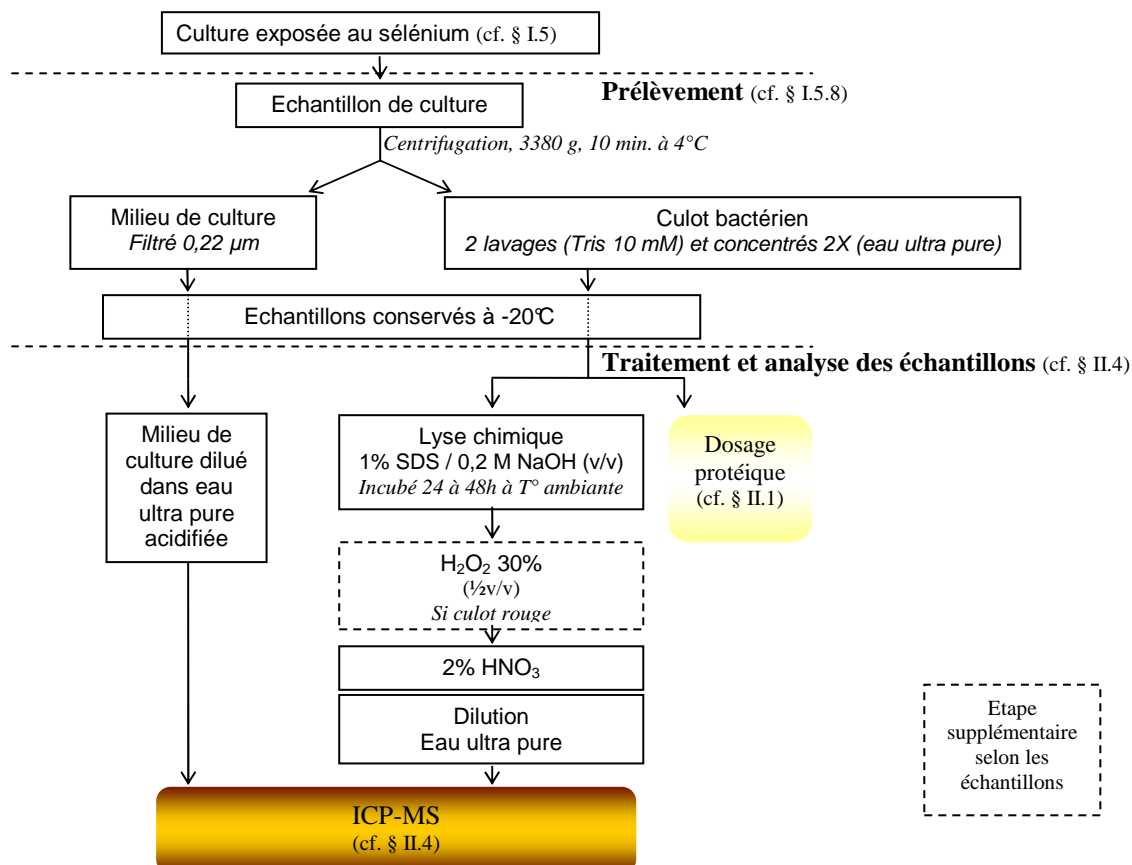 Culture exposée au sélénium (cf. § I.5)
Prélèvement (cf. § I.5.8)
Echantillon de culture
Centrifugation, 3380 g, 10 min. à 4°C
Milieu de culture
Filtré 0,22 µm
Culot bactérien
2 lavages (Tris 10 mM) et concentrés 2X (eau ultra pure)
Echantillons conservés à -20°C
Traitement et analyse des échantillons (cf. § II.4)
Milieu de
culture dilué
dans eau
ultra pure
acidifiée
Lyse chimique
1% SDS / 0,2 M NaOH (v/v)
Incubé 24 à 48h à T° ambiante
Dosage
protéique
(cf. § II.1)
H₂O₂ 30%
(½v/v)
Si culot rouge
2% HNO₃
Dilution
Eau ultra pure
Etape
supplémentaire
selon les
échantillons
ICP-MS
(cf. § II.4)